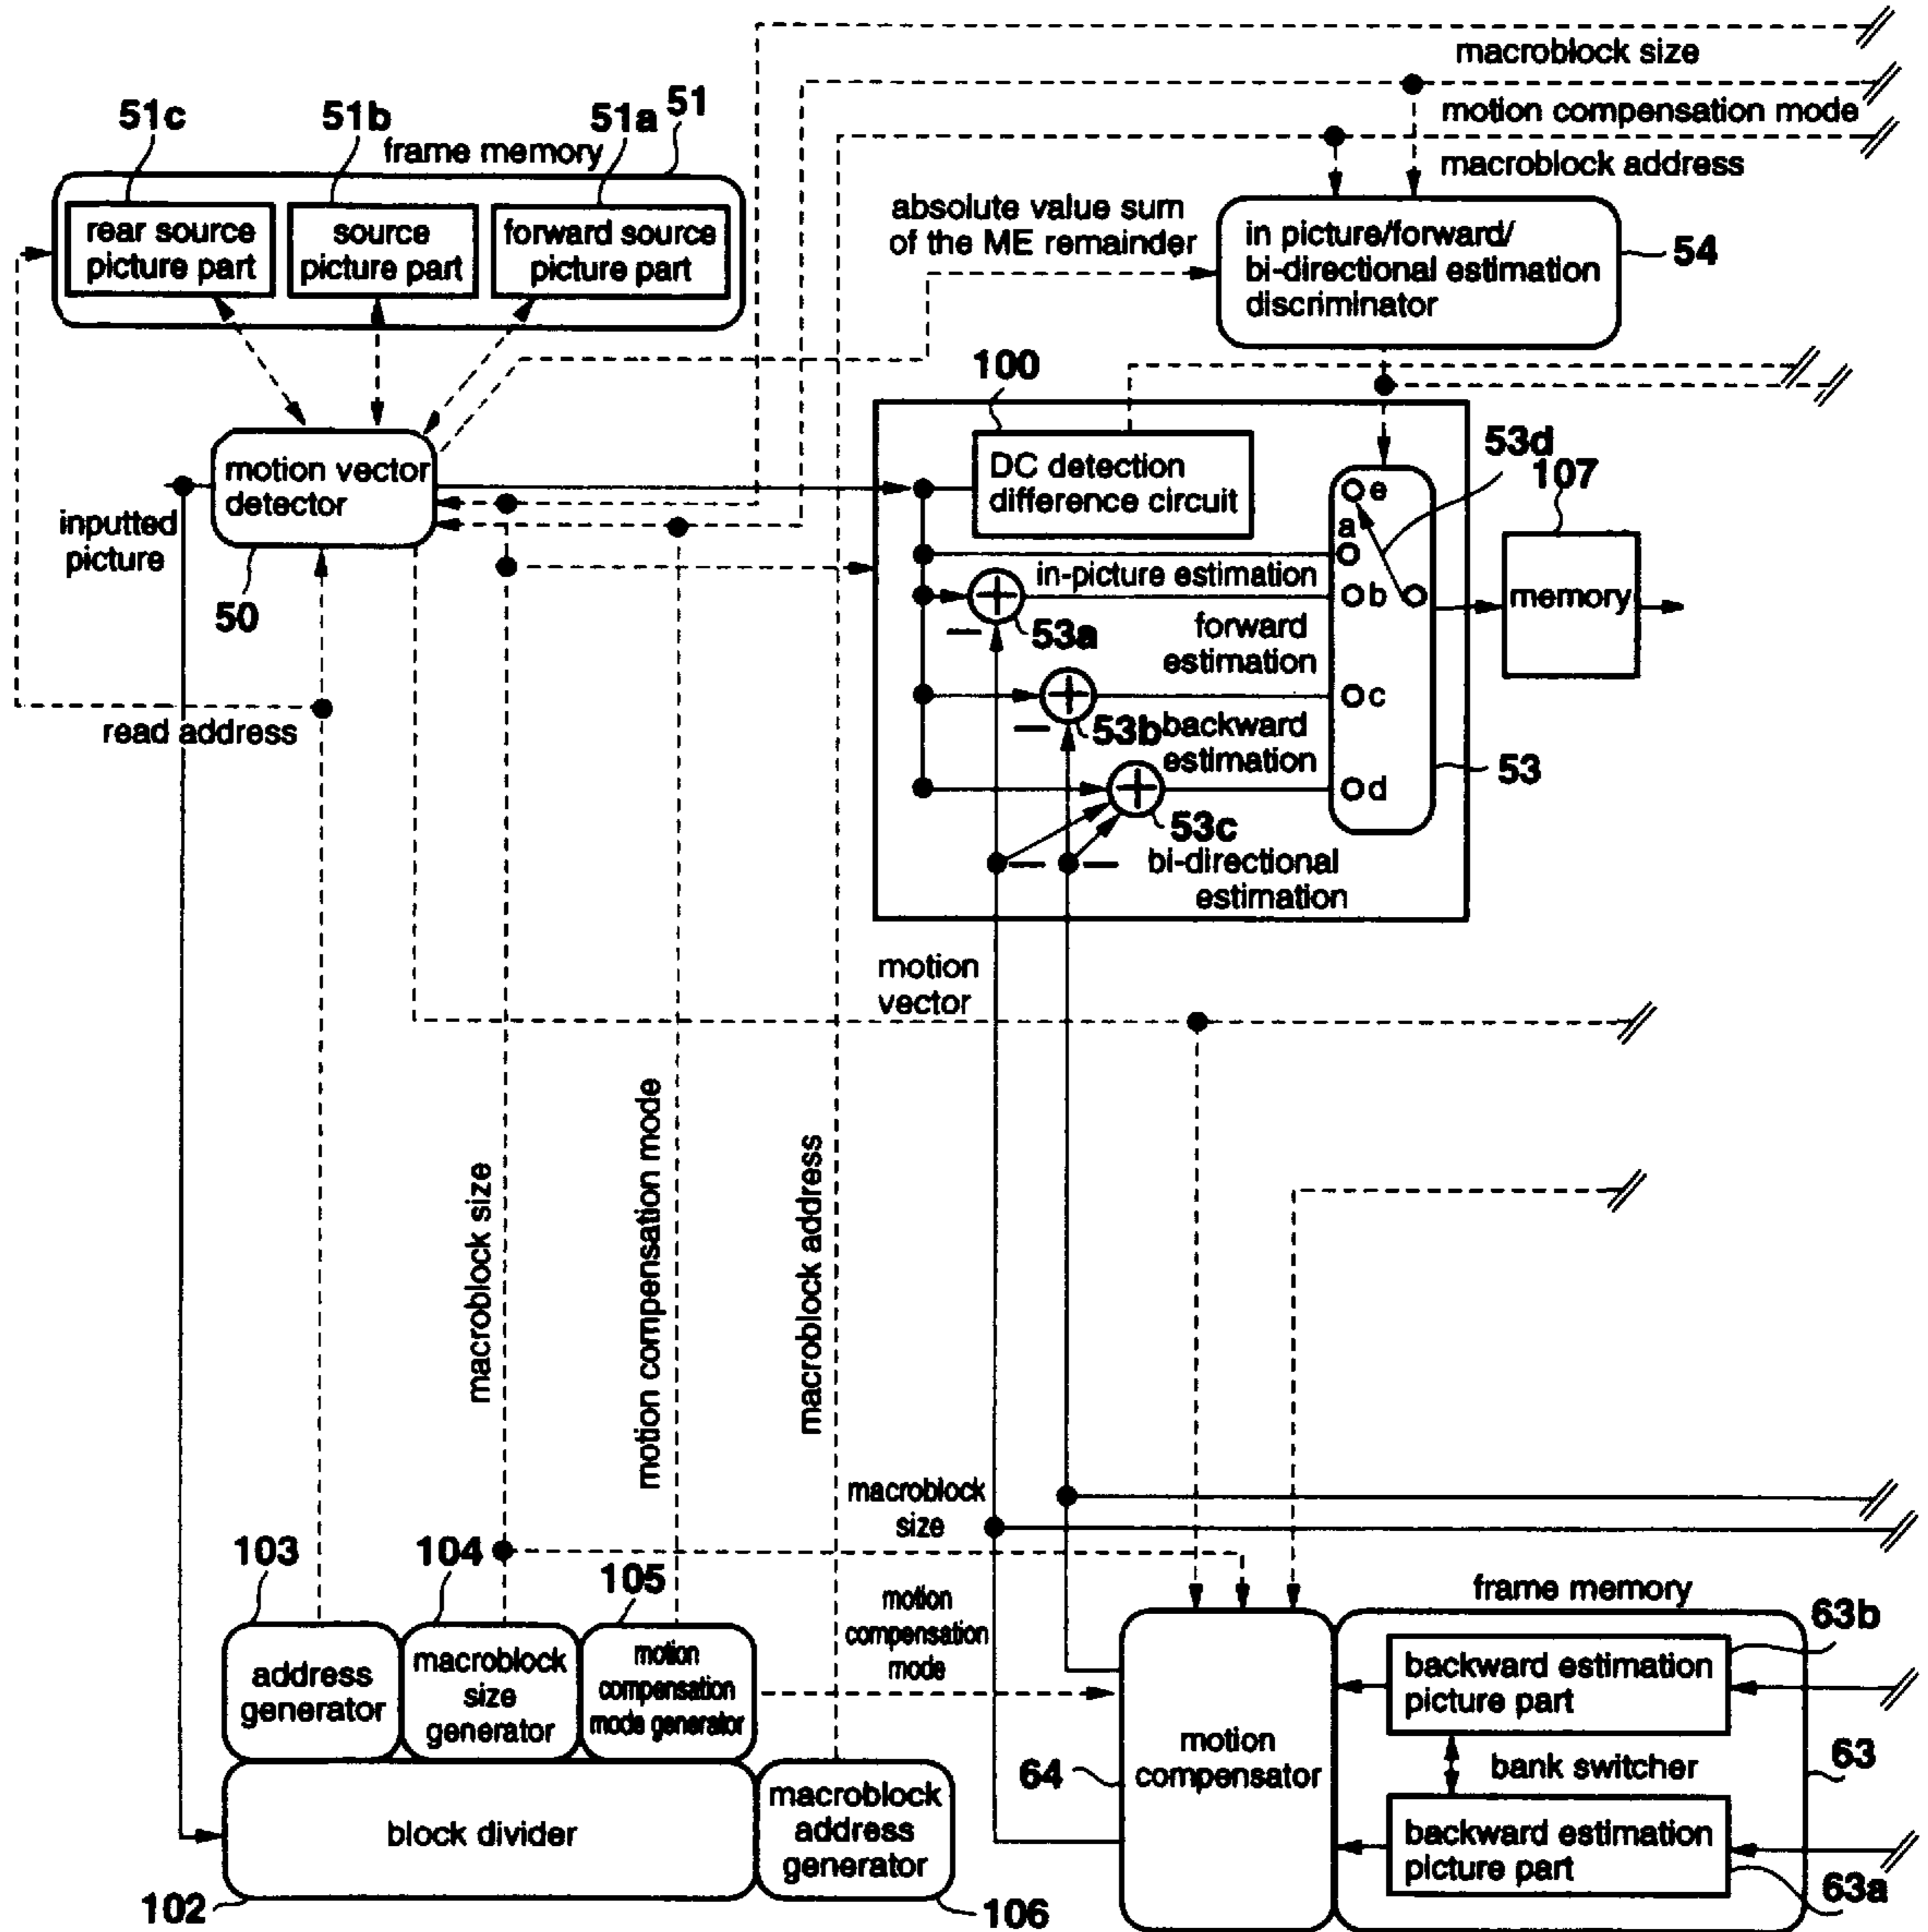 macroblock size
motion compensation mode
macroblock address
51c
51b
51a
51
frame memory
rear source
picture part
source
picture part
forward source
picture part
absolute value sum
of the ME remainder
in picture/forward/
bi-directional estimation
discriminator
54
100
DC detection
difference circuit
53d
107
motion vector
detector
inputted
picture
50
e
a
in-picture estimation
b
memory
53a
forward
estimation
c
53b
backward
estimation
53
d
53c
bi-directional
estimation
read address
motion
vector
macroblock size
motion compensation mode
macroblock address
macroblock
size
103
104
105
motion
compensation
mode
frame memory
63b
address
generator
macroblock
size
generator
motion
compensation
mode generator
backward estimation
picture part
64
motion
compensator
bank switcher
63
block divider
macroblock
address
generator
backward estimation
picture part
63a
102
106